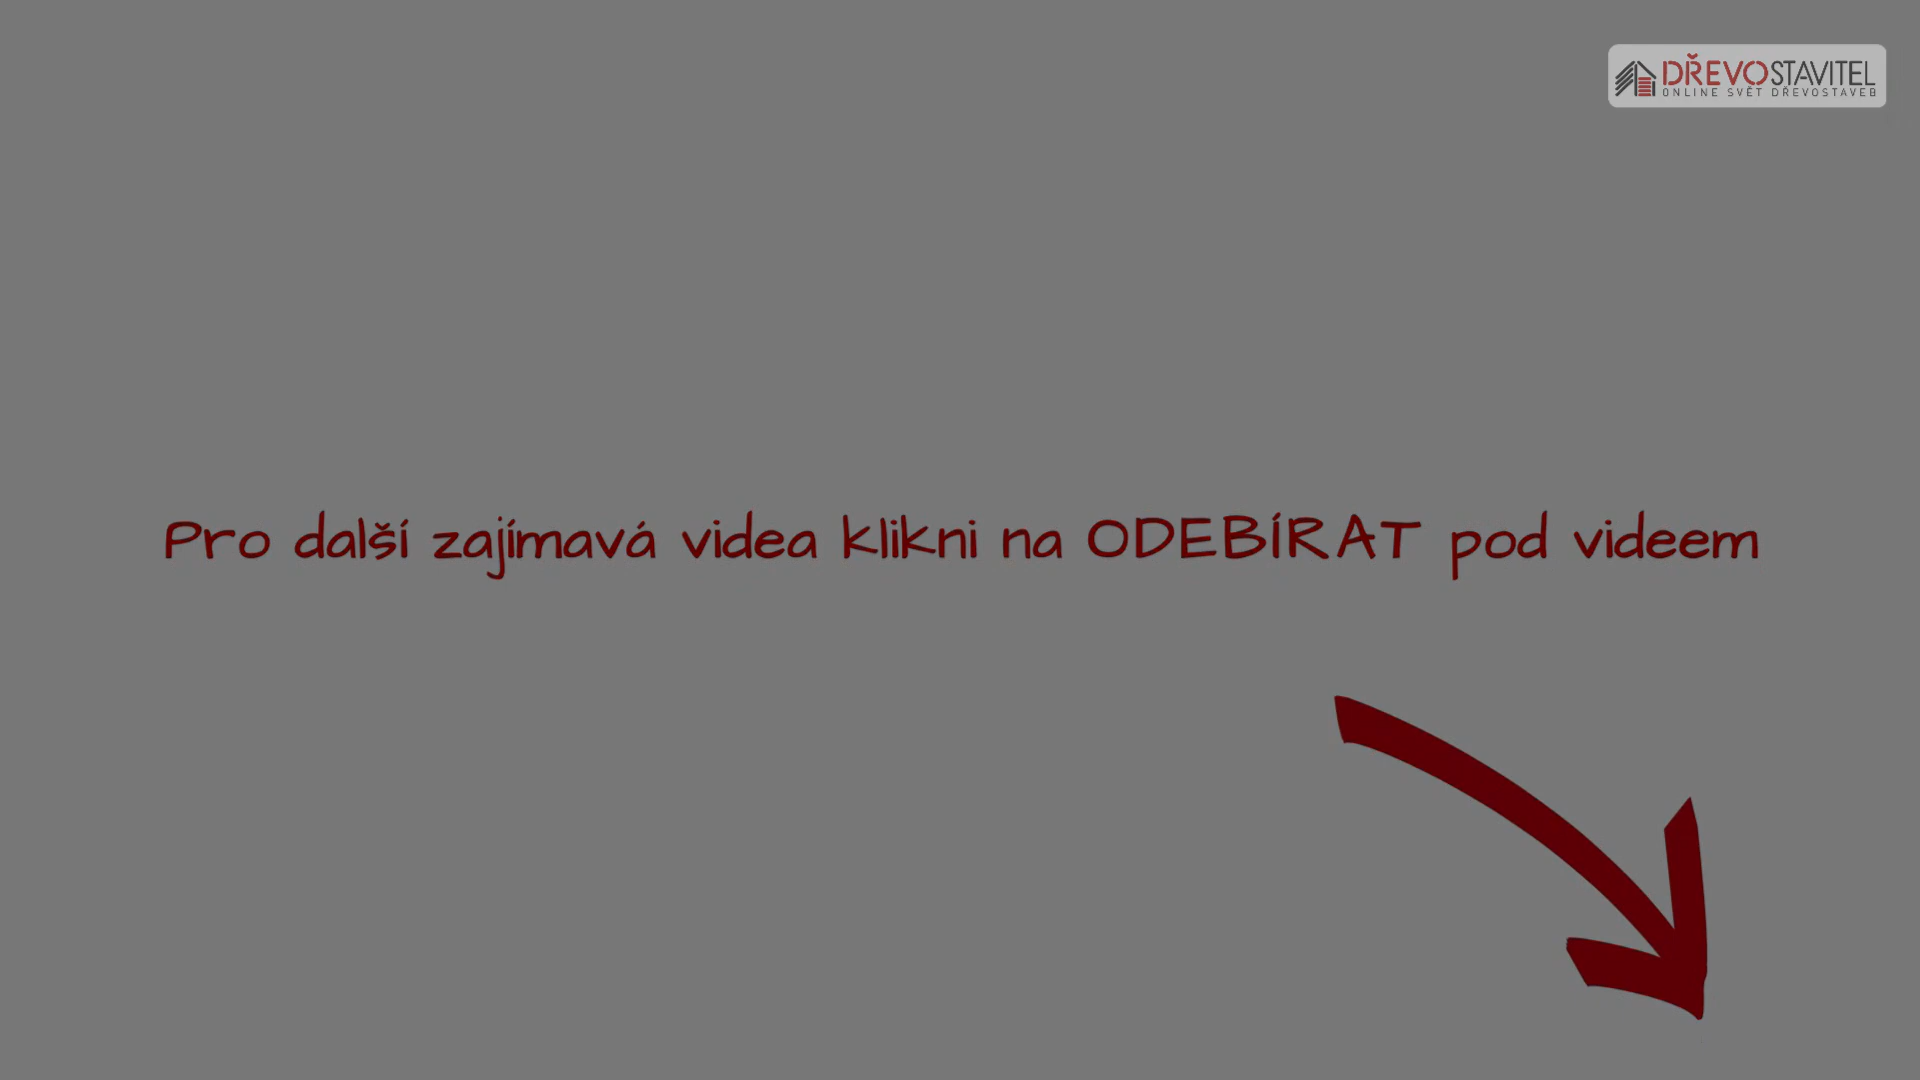 DŘEVOSTAVITEL
ONLINE SVĚT DŘEVOSTAVEB
Pro další zajímavá videa klikni na ODEBÍRAT pod videem